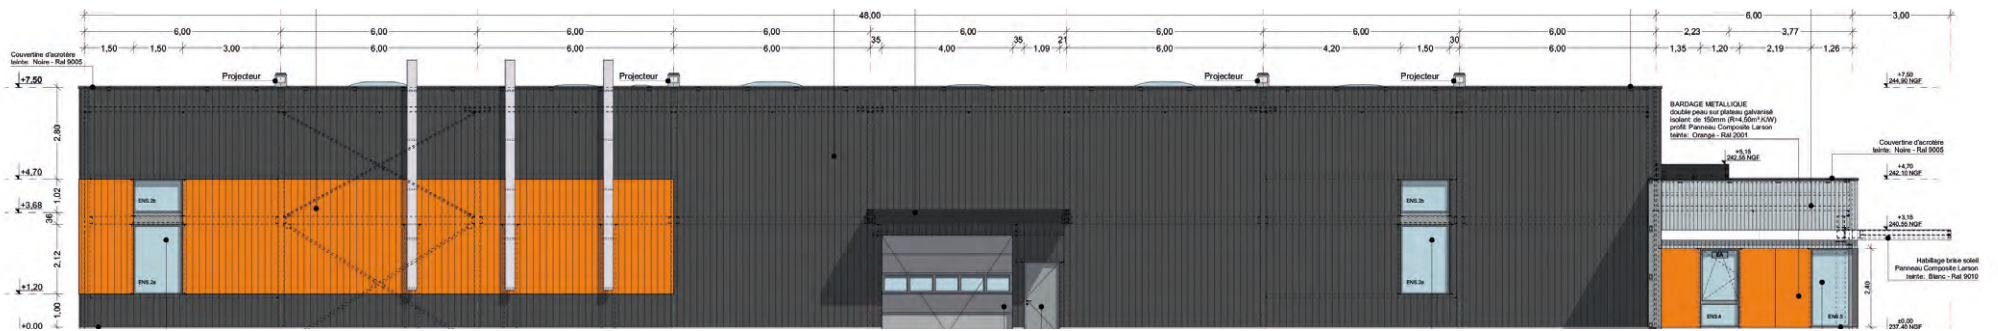 48,00
6,00
3,00
6,00
6,00
6,00
6,00
6,00
6,00
6,00
6,00
2,23
3,77
1,50
1,50
3,00
6,00
6,00
6,00
35
4,00
35
1,09
21
6,00
4,20
1,50
30
6,00
1,35
1,20
2,19
1,26
Couvertine d'acrotère
teinte: Noire - Ral 9005
+7,50
Projecteur
Projecteur
Projecteur
Projecteur
+7,50
244,90 NGF
BARDAGE METALLIQUE
double peau sur plateau galvanisé
isolant de 150mm (R=4,50m².K/W)
profil: Panneau Composite Larson
teinte: Orange - Ral 2001
2,80
+5,15
242,55 NGF
Couvertine d'acrotère
teinte: Noire - Ral 9005
+4,70
+4,70
242,10 NGF
1,02
ENS.2b
ENS.2b
+3,68
36
+3,15
240,55 NGF
2,12
Habillage brise soleil
Panneau Composite Larson
teinte: Blanc - Ral 9010
ENS.2a
ENS.2a
+1,20
2,40
1,00
ENS.4
ENS.3
+0,00
±0,00
237,40 NGF